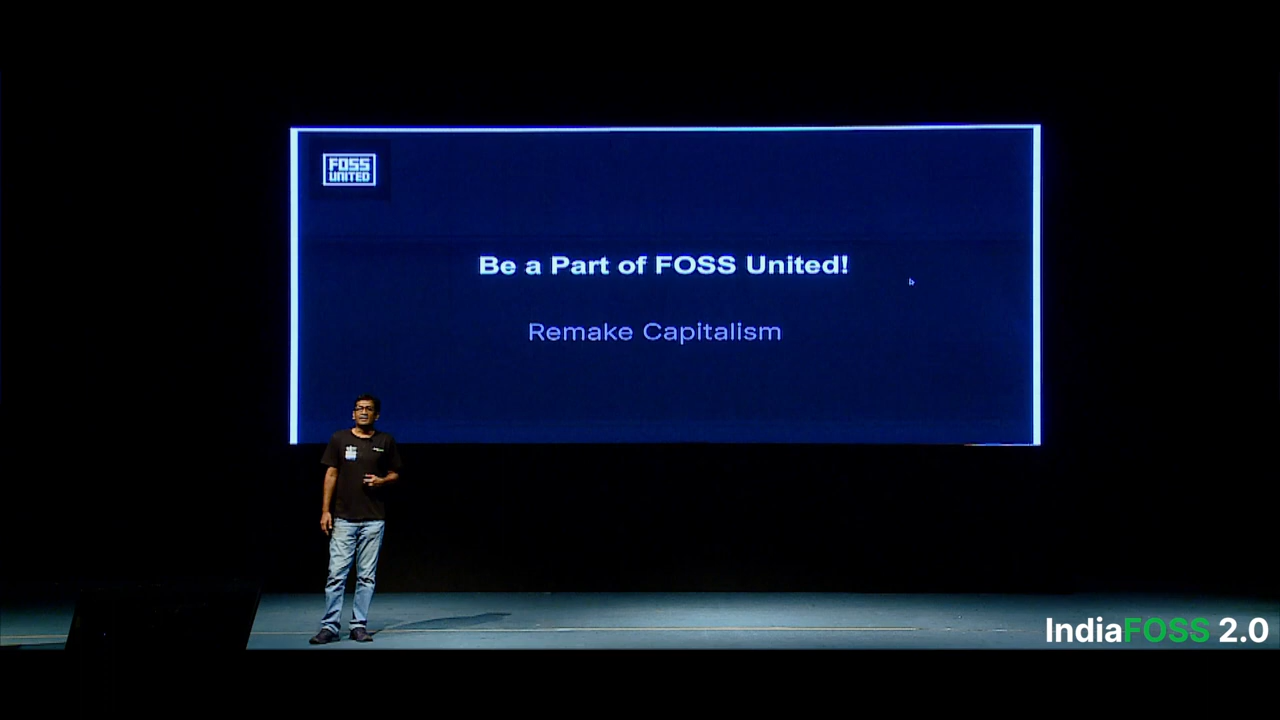 FOSS
UNITED
Be a Part of FOSS United!
Remake Capitalism
IndiaFOSS 2.0